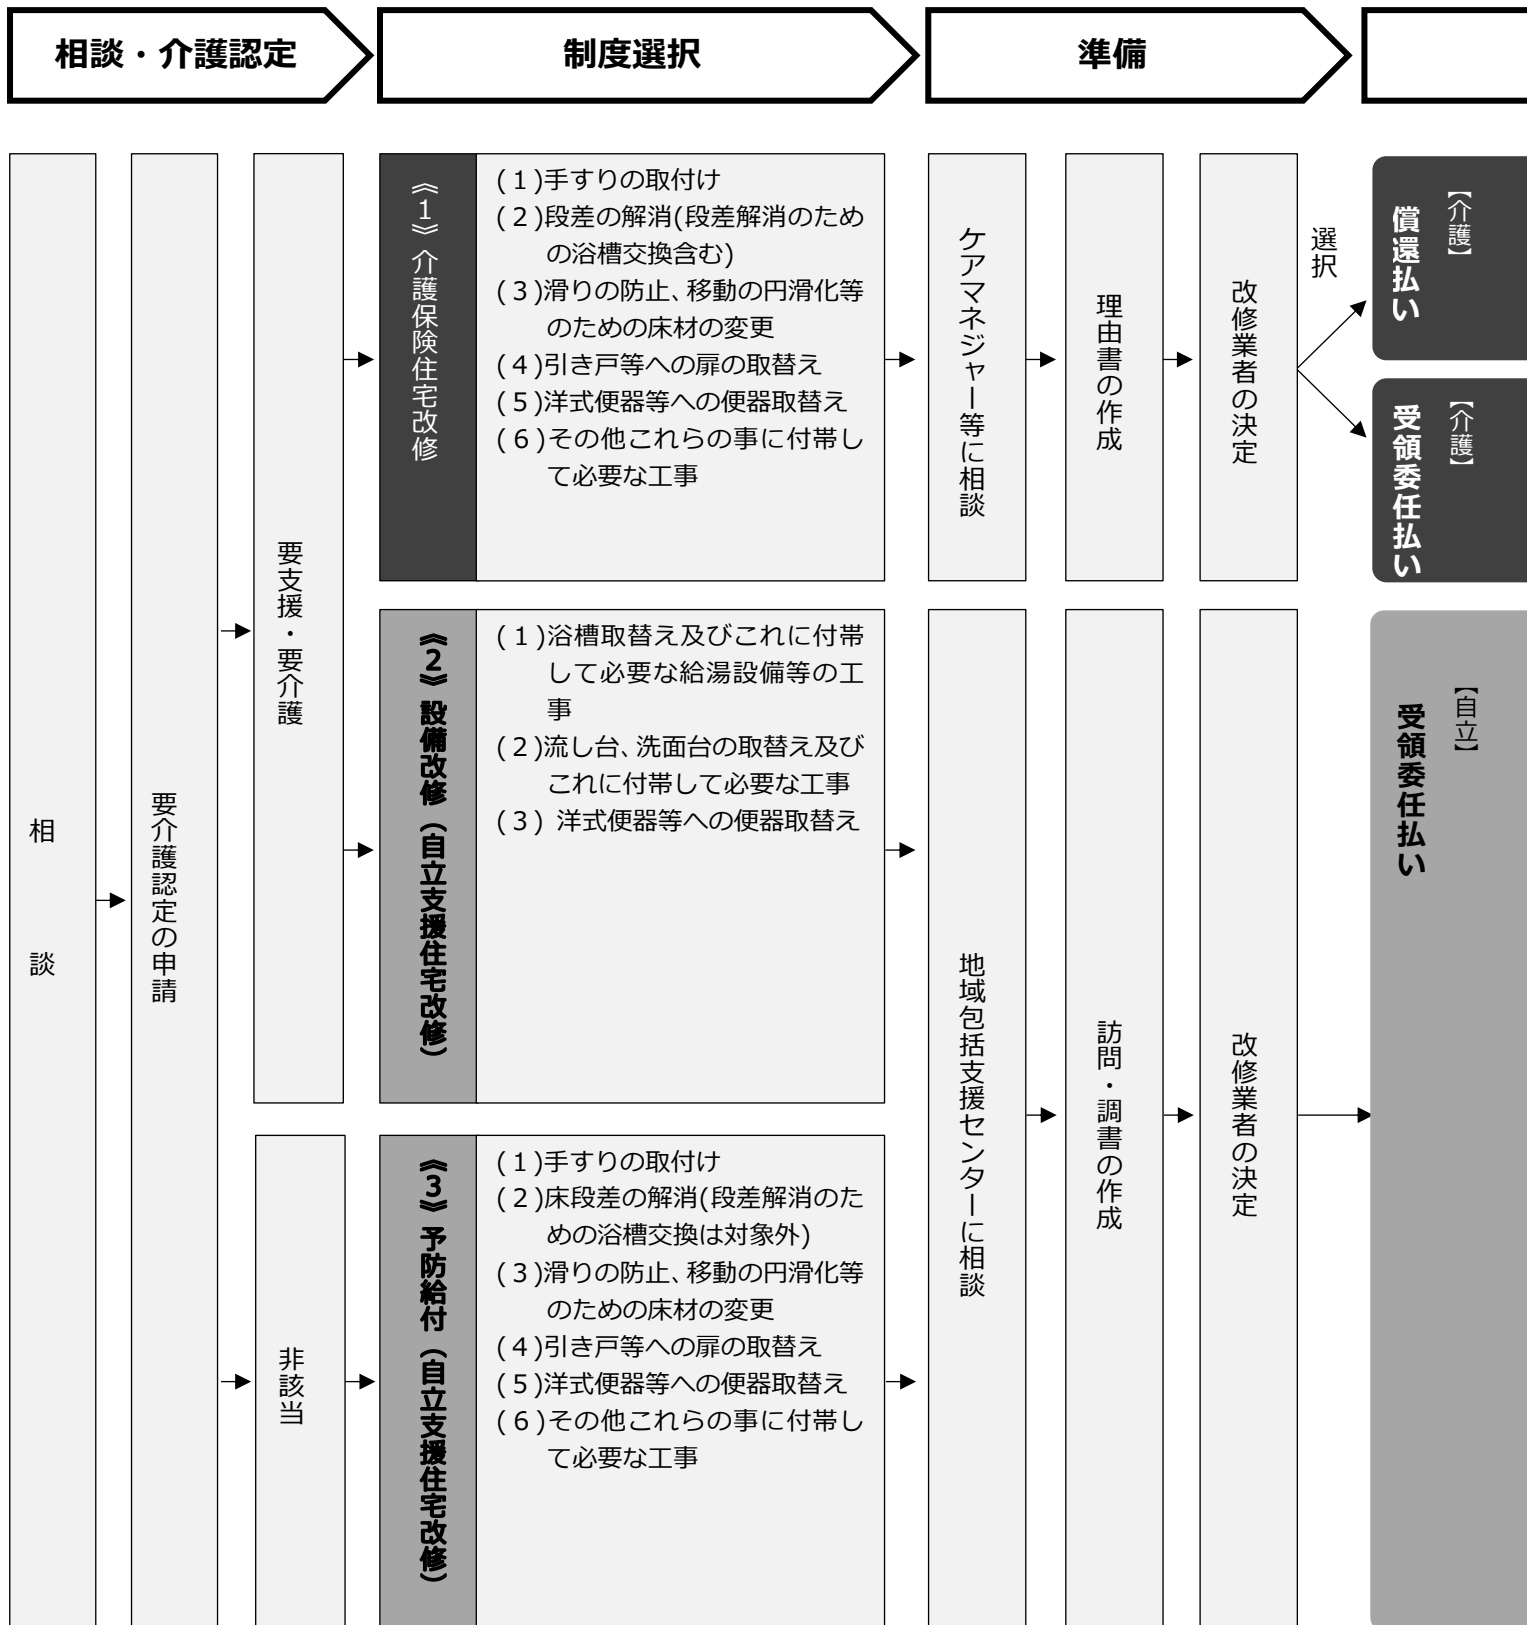 相談・介護認定
制度選択
準備
相談
要介護認定の申請
要支援・要介護
非該当
《1》介護保険住宅改修
(１)手すりの取付け
(２)段差の解消(段差解消のため
の浴槽交換含む)
(３)滑りの防止、移動の円滑化等
のための床材の変更
(４)引き戸等への扉の取替え
(５)洋式便器等への便器取替え
(６)その他これらの事に付帯し
て必要な工事
ケアマネジャー等に相談
理由書の作成
改修業者の決定
選択
【介護】
償還払い
【介護】
受領委任払い
《2》設備改修（自立支援住宅改修）
(１)浴槽取替え及びこれに付帯
して必要な給湯設備等の工
事
(２)流し台、洗面台の取替え及び
これに付帯して必要な工事
(３) 洋式便器等への便器取替え
《3》予防給付（自立支援住宅改修）
(１)手すりの取付け
(２)床段差の解消(段差解消のた
めの浴槽交換は対象外)
(３)滑りの防止、移動の円滑化等
のための床材の変更
(４)引き戸等への扉の取替え
(５)洋式便器等への便器取替え
(６)その他これらの事に付帯し
て必要な工事
地域包括支援センターに相談
訪問・調書の作成
改修業者の決定
【自立】
受領委任払い